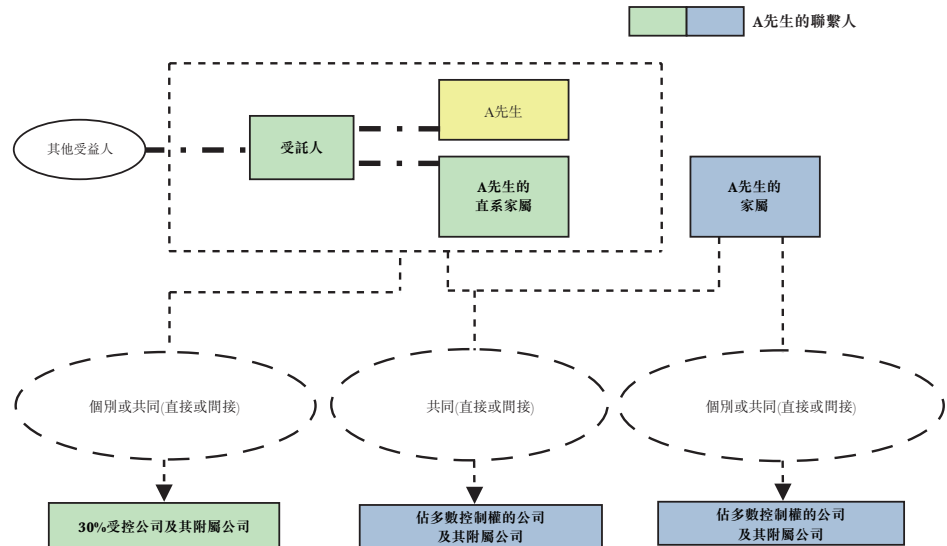 A先生的聯繫人
A先生
其他受益人
受託人
A先生的
直系家屬
A先生的
家屬
個別或共同(直接或間接)
共同(直接或間接)
個別或共同(直接或間接)
30%受控公司及其附屬公司
佔多數控制權的公司
及其附屬公司
佔多數控制權的公司
及其附屬公司